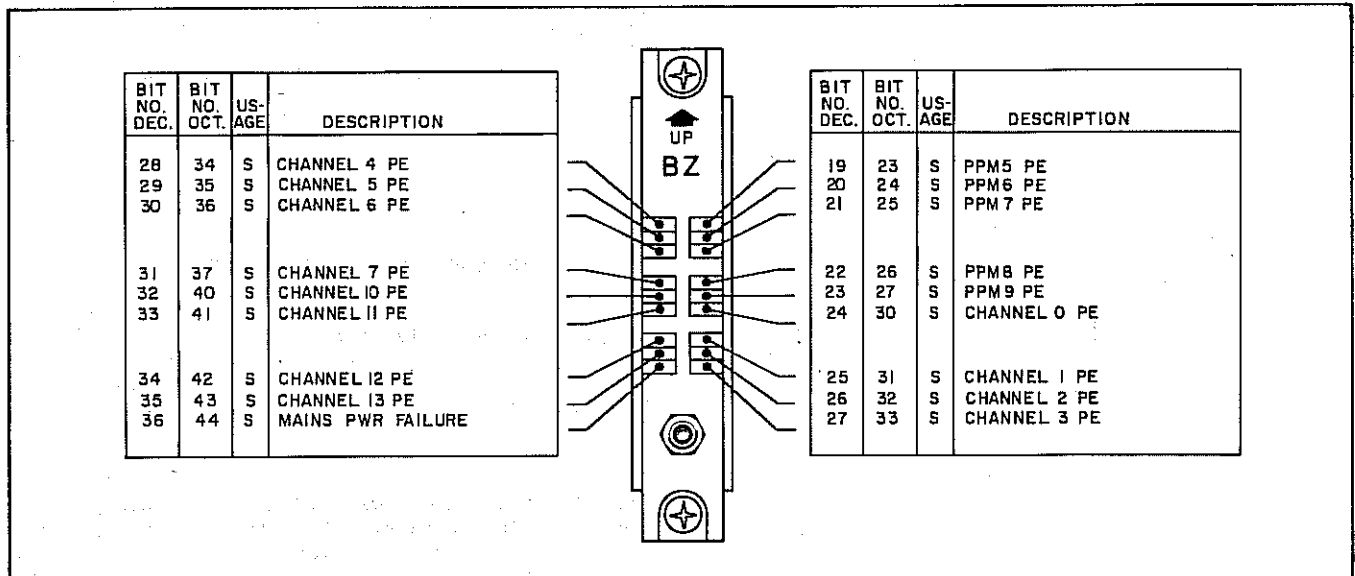 BIT NO. DEC. BIT NO. OCT. US-AGE DESCRIPTION
28 34 S CHANNEL 4 PE
29 35 S CHANNEL 5 PE
30 36 S CHANNEL 6 PE
31 37 S CHANNEL 7 PE
32 40 S CHANNEL 10 PE
33 41 S CHANNEL 11 PE
34 42 S CHANNEL 12 PE
35 43 S CHANNEL 13 PE
36 44 S MAINS PWR FAILURE
UP
BZ
BIT NO. DEC. BIT NO. OCT. US-AGE DESCRIPTION
19 23 S PPM5 PE
20 24 S PPM6 PE
21 25 S PPM7 PE
22 26 S PPM8 PE
23 27 S PPM9 PE
24 30 S CHANNEL 0 PE
25 31 S CHANNEL 1 PE
26 32 S CHANNEL 2 PE
27 33 S CHANNEL 3 PE